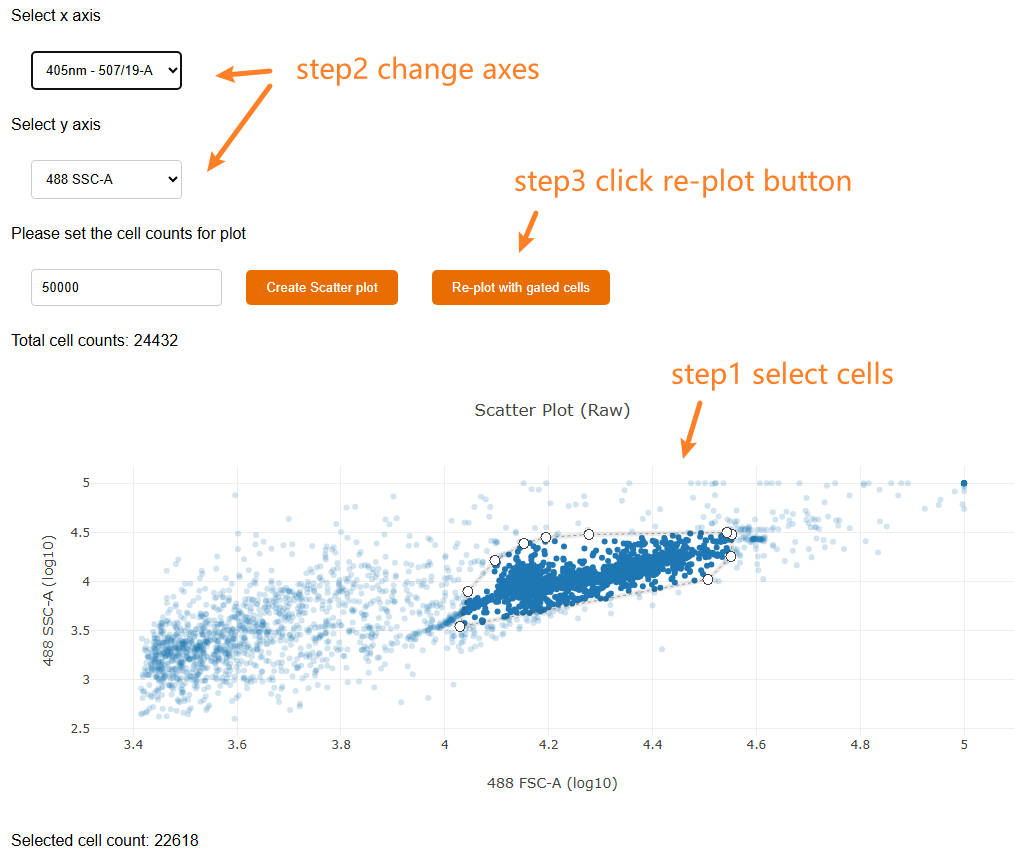 Select x axis
405nm - 507/19-A
step2 change axes
Select y axis
488 SSC-A
step3 click re-plot button
Please set the cell counts for plot
50000
Create Scatter plot
Re-plot with gated cells
Total cell counts: 24432
step1 select cells
Scatter Plot (Raw)
5
4.5
4
3.5
3
2.5
488 SSC-A (log10)
3.4
3.6
3.8
4
4.2
4.4
4.6
4.8
5
488 FSC-A (log10)
Selected cell count: 22618